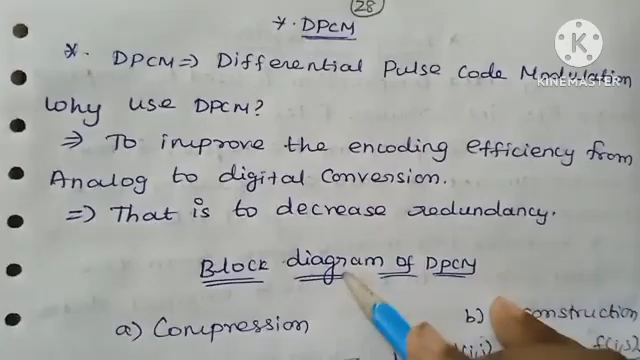 28
* . DPCM
* . DPCM => Differential Pulse Code Modulation
Why use DPCM?
=> To improve the encoding efficiency from
Analog to digital conversion.
=> That is to decrease redundancy.
Block diagram of DPCM
a) Compression
b) construction
f(i,j)
K
KINEMASTER